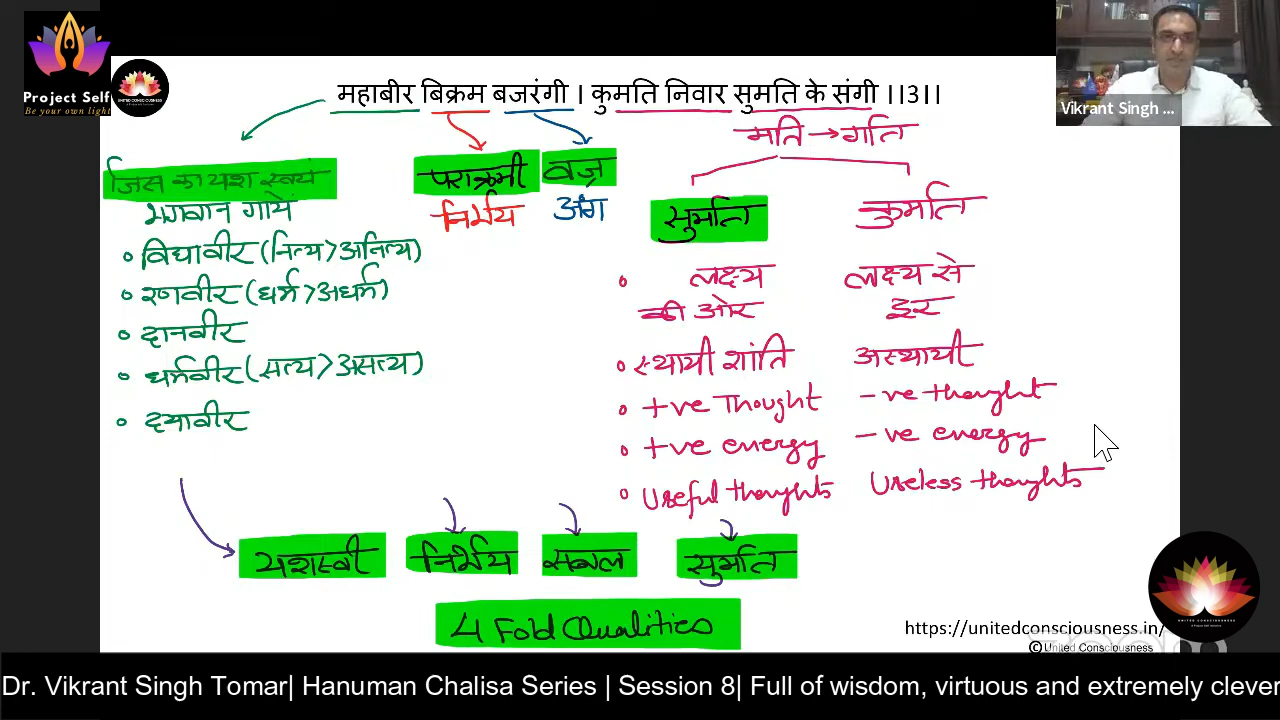 Project Self
Be your own light
UNITED CONSCIOUSNESS
महाबीर बिक्रम बजरंगी । कुमति निवार सुमति के संगी ।।3।।
Vikrant Singh ...
मति → गति
जिस का यश स्वयं
भगवान गायें
पराक्रमी
वज्र
निर्भय
अंग
सुमति
कुमति
• विद्यावीर (नित्य > अनित्य)
• रणवीर (धर्म > अधर्म)
• दानवीर
• धर्मवीर (सत्य > असत्य)
• दयावीर
• लक्ष्य
की ओर
लक्ष्य से
दूर
• स्थायी शांति
अस्थायी
• +ve Thought
-ve thought
• +ve energy
-ve energy
• Useful thoughts
Useless thoughts
यशस्वी
निर्भय
सबल
सुमति
4 Fold Qualities
https://unitedconsciousness.in/
©United Consciousness
UNITED CONSCIOUSNESS
Dr. Vikrant Singh Tomar| Hanuman Chalisa Series | Session 8| Full of wisdom, virtuous and extremely clever